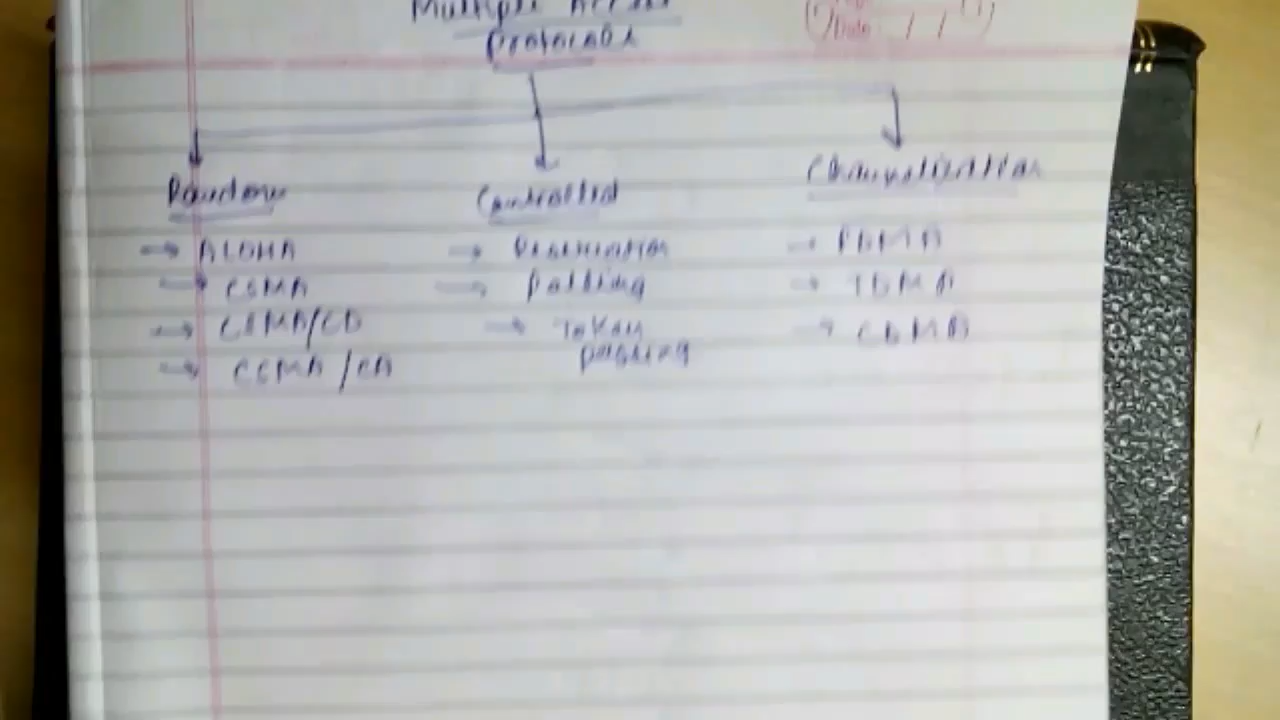 Multiple Access
Protocols
Date: / /
Random
→ ALOHA
→ CSMA
→ CSMA/CD
→ CSMA/CA
Controlled
→ Reservation
→ Polling
→ Token
passing
Channelization
→ FDMA
→ TDMA
→ CDMA